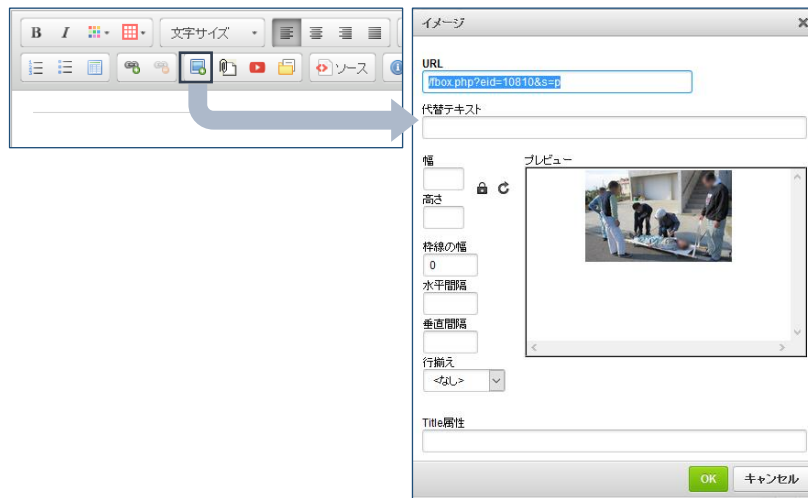 B I 文字サイズ
ソース
イメージ
URL
/fbox.php?eid=10810&s=p
代替テキスト
幅
プレビュー
高さ
枠線の幅
0
水平間隔
垂直間隔
行揃え
<なし>
Title属性
OK キャンセル